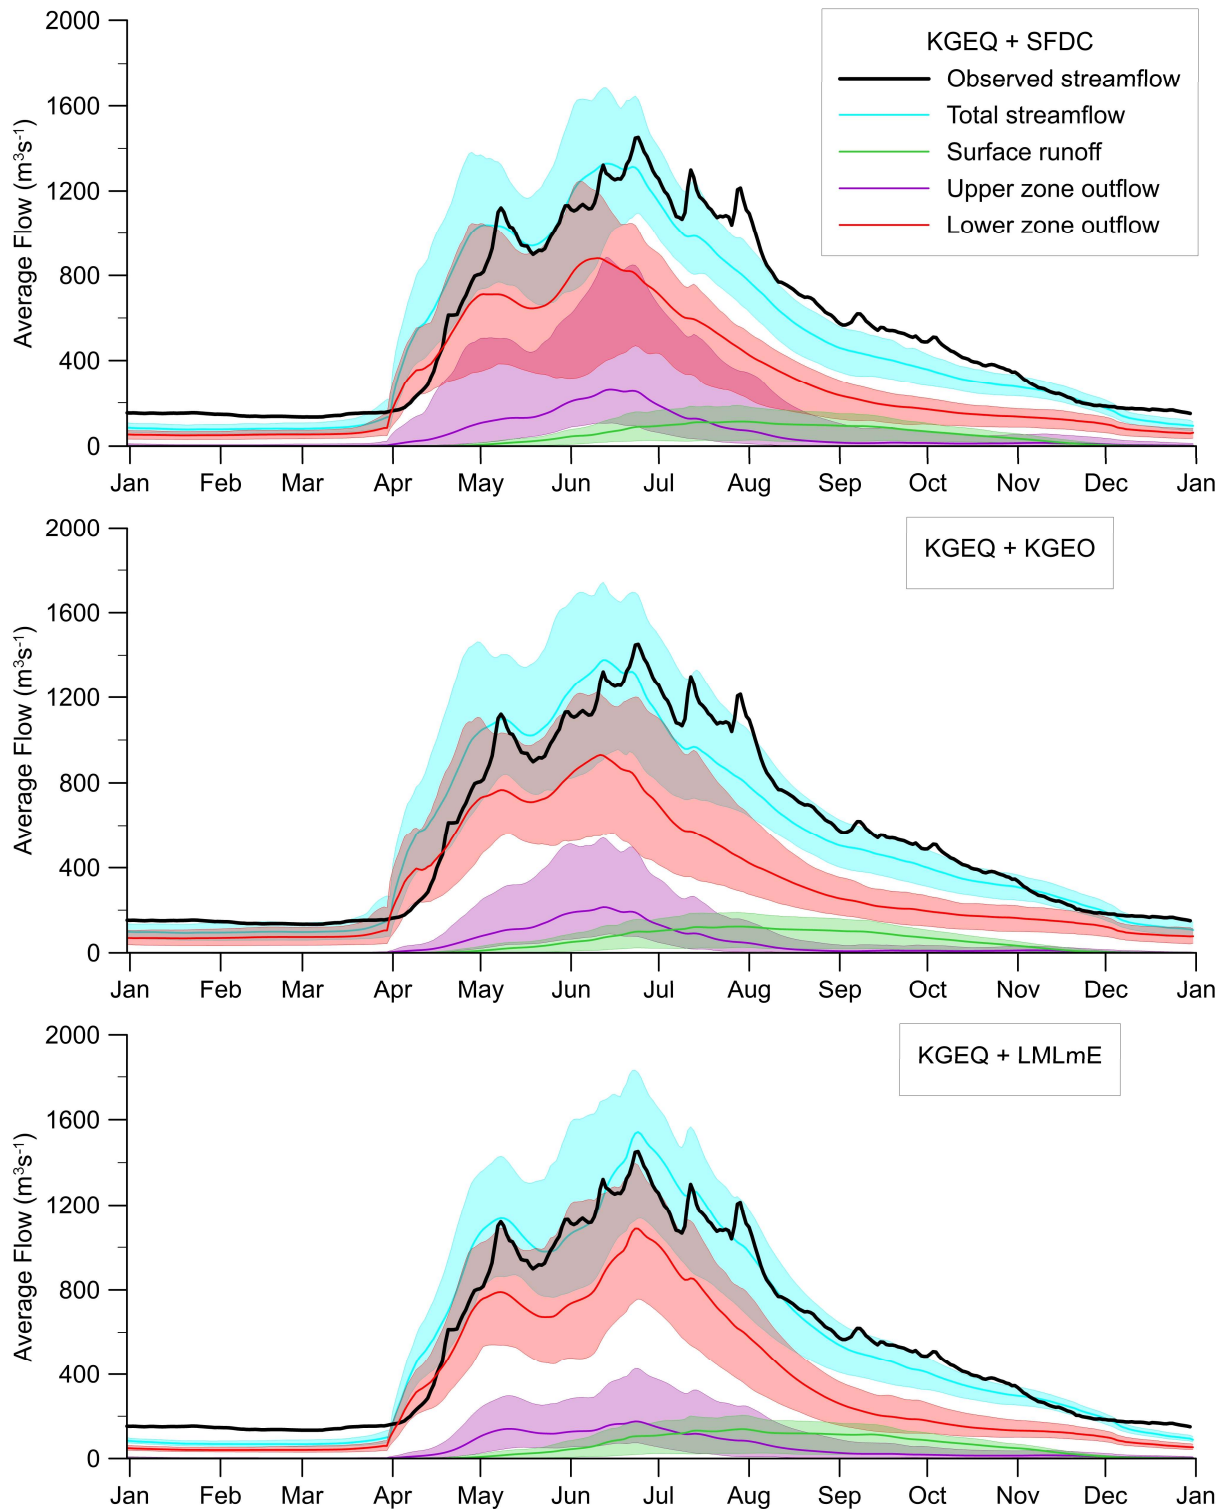 2000
1600
1200
800
400
0
Average Flow (m³s⁻¹)
KGEQ + SFDC
Observed streamflow
Total streamflow
Surface runoff
Upper zone outflow
Lower zone outflow
Jan Feb Mar Apr May Jun Jul Aug Sep Oct Nov Dec Jan
2000
1600
1200
800
400
0
Average Flow (m³s⁻¹)
KGEQ + KGEO
Jan Feb Mar Apr May Jun Jul Aug Sep Oct Nov Dec Jan
2000
1600
1200
800
400
0
Average Flow (m³s⁻¹)
KGEQ + LMLmE
Jan Feb Mar Apr May Jun Jul Aug Sep Oct Nov Dec Jan